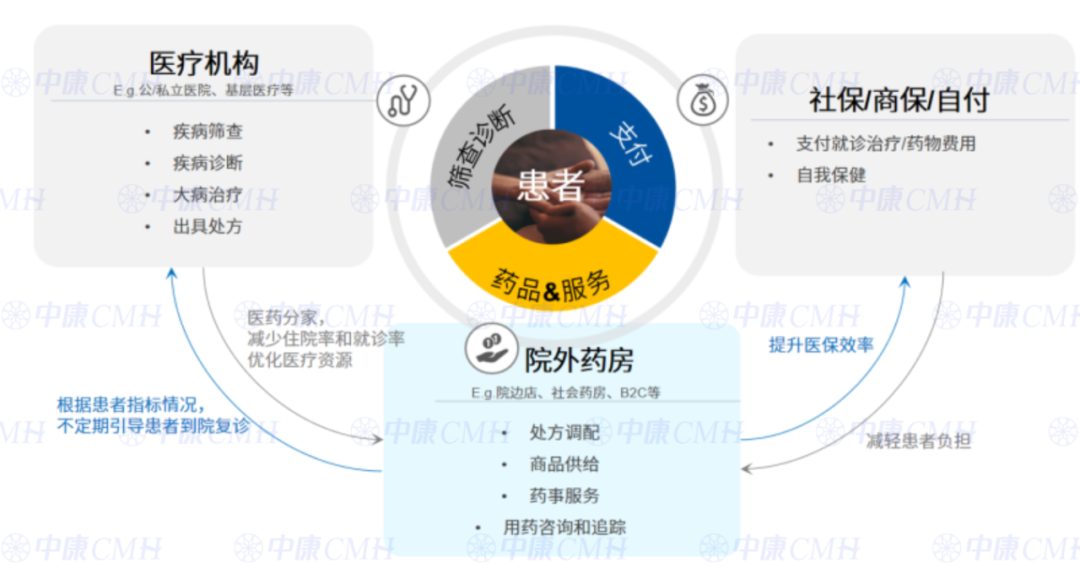 医疗机构
E.g.公/私立医院、基层医疗等
• 疾病筛查
• 疾病诊断
• 大病治疗
• 出具处方
筛查诊断
支付
患者
药品&服务
社保/商保/自付
• 支付就诊治疗/药物费用
• 自我保健
医药分家，
减少住院率和就诊率
优化医疗资源
根据患者指标情况，
不定期引导患者到院复诊
院外药房
E.g.院边店、社会药房、B2C等
• 处方调配
• 商品供给
• 药事服务
• 用药咨询和追踪
提升医保效率
减轻患者负担
中康CMH